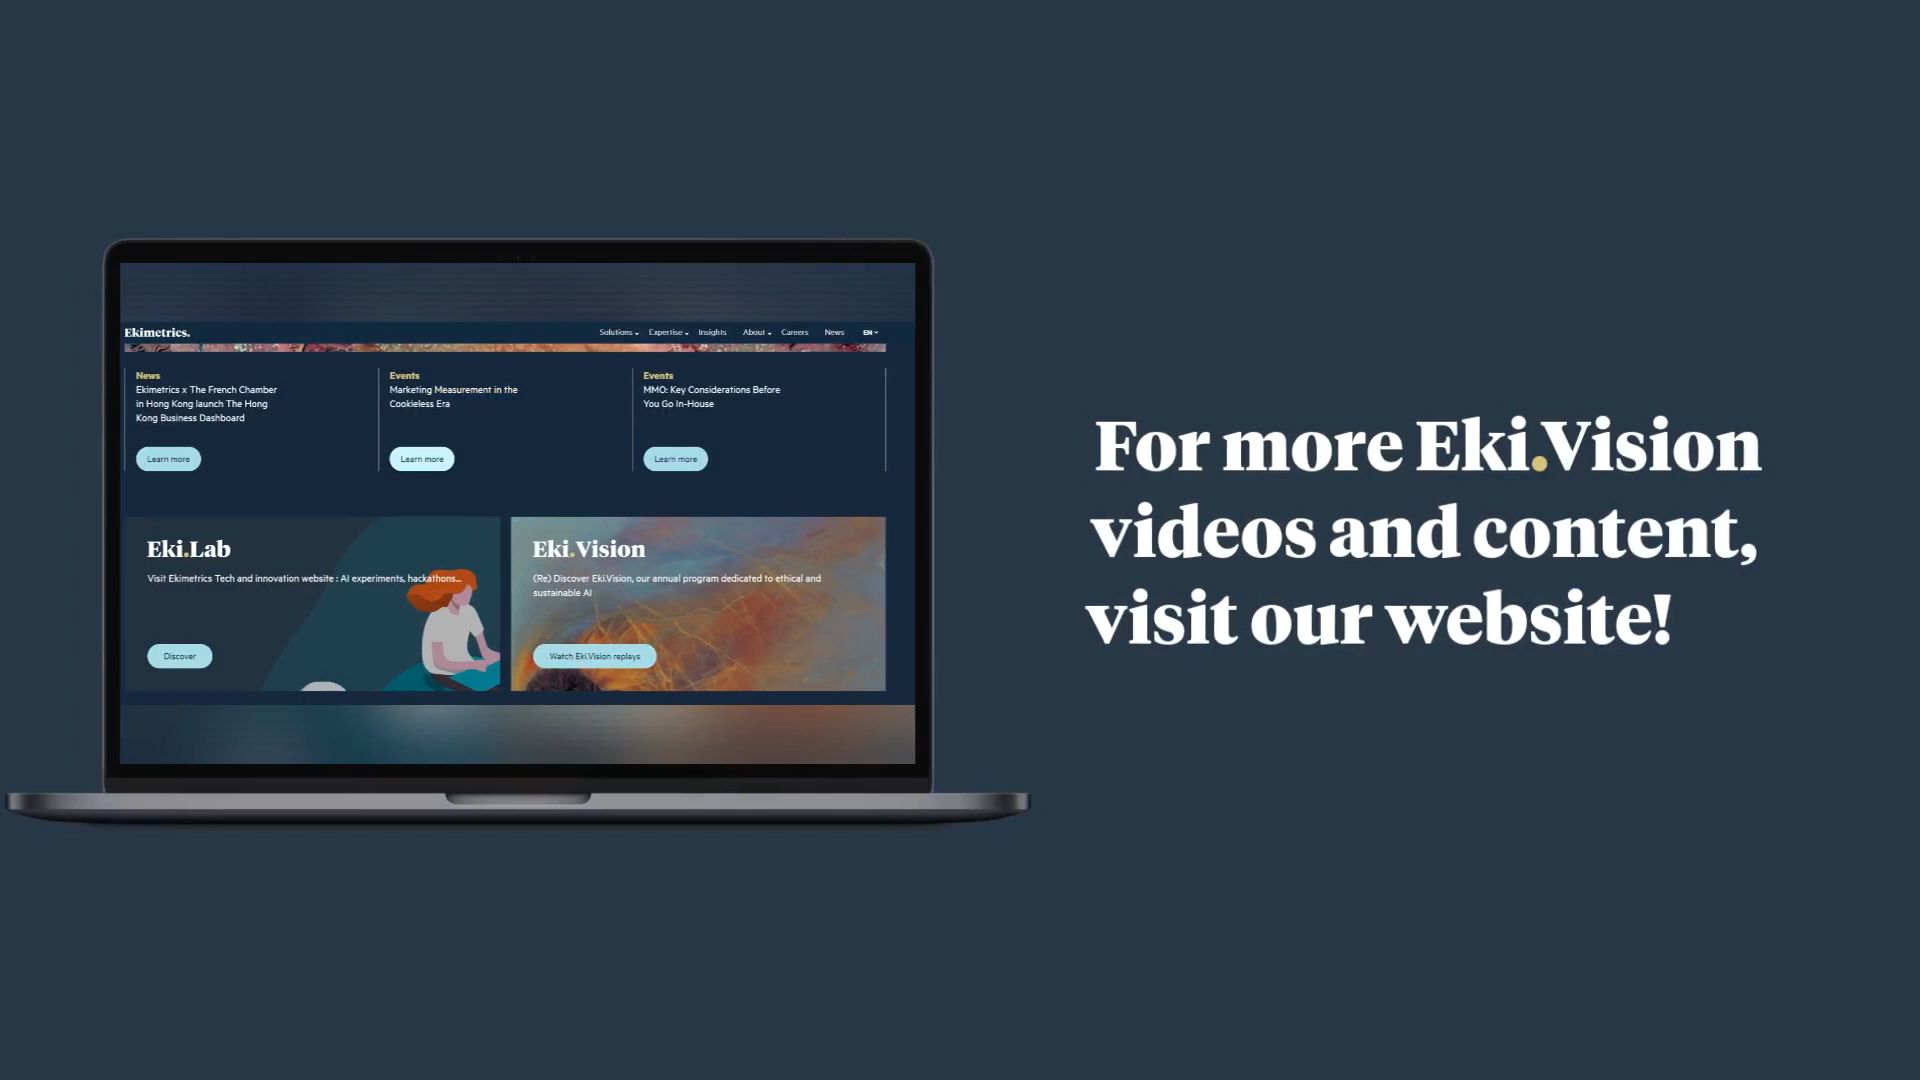 Ekimetrics.
Solutions Expertise Insights About Careers News EN
News
Ekimetrics x The French Chamber
in Hong Kong launch The Hong
Kong Business Dashboard
Learn more
Events
Marketing Measurement in the
Cookieless Era
Learn more
Events
MMO: Key Considerations Before
You Go In-House
Learn more
Eki.Lab
Visit Ekimetrics Tech and innovation website : AI experiments, hackathons...
Discover
Eki.Vision
(Re) Discover Eki.Vision, our annual program dedicated to ethical and
sustainable AI
Watch Eki.Vision replays
For more Eki.Vision
videos and content,
visit our website!